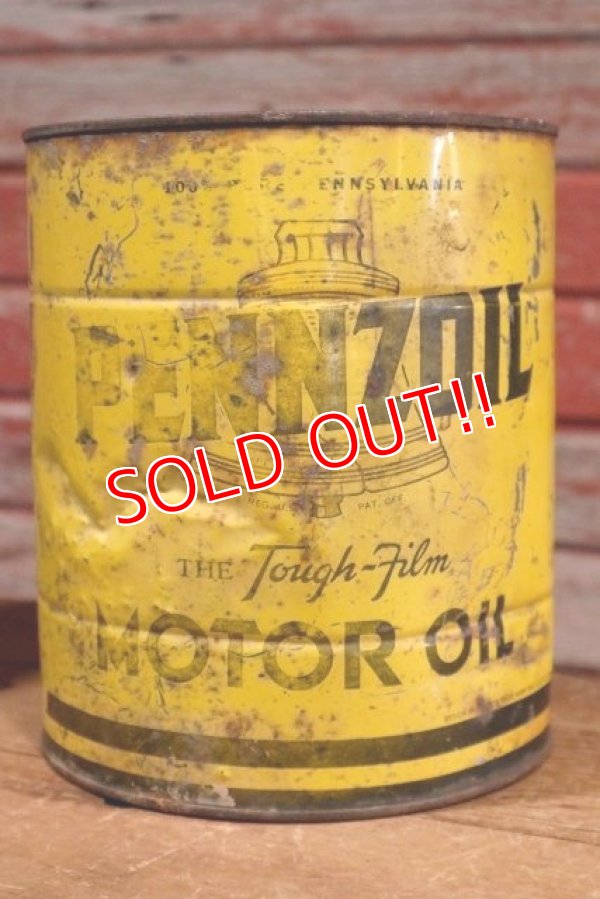 100% ENNSYLVANIA
PENNZOIL
SOLD OUT!!
REG. U.S. PAT. OFF.
THE Tough-Film
MOTOR OIL